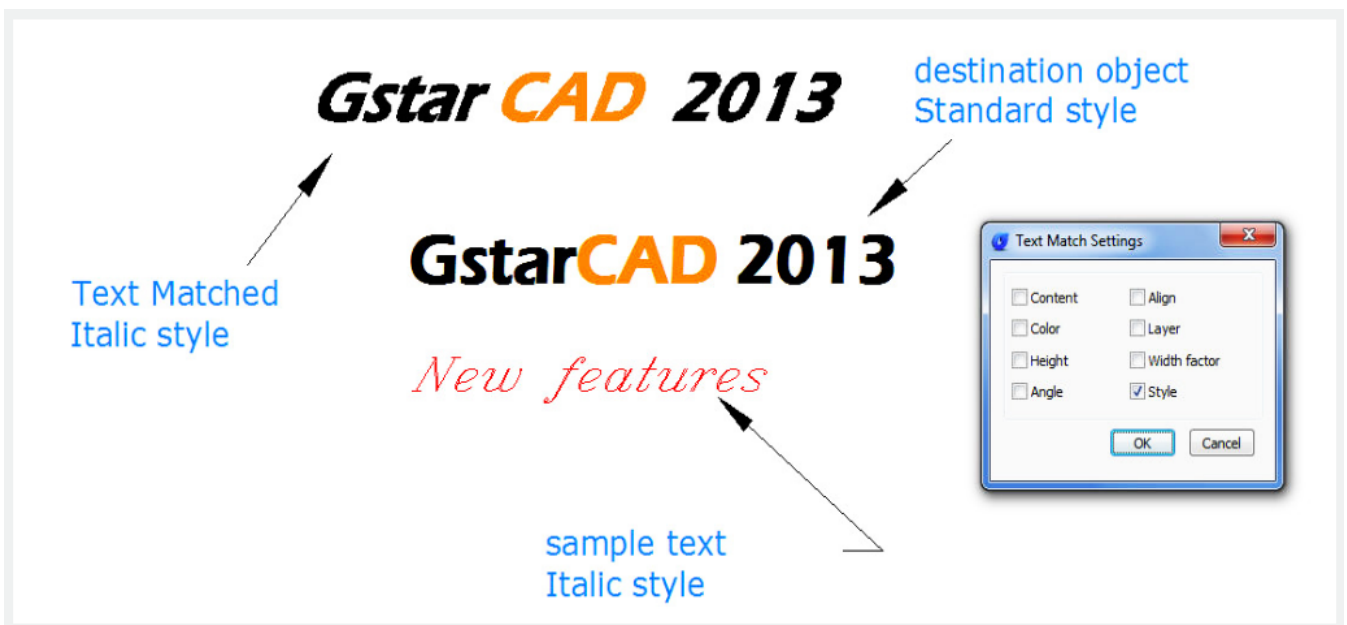 Gstar CAD 2013
destination object
Standard style
GstarCAD 2013
Text Matched
Italic style
New features
sample text
Italic style
Text Match Settings
Content Align
Color Layer
Height Width factor
Angle Style
OK Cancel